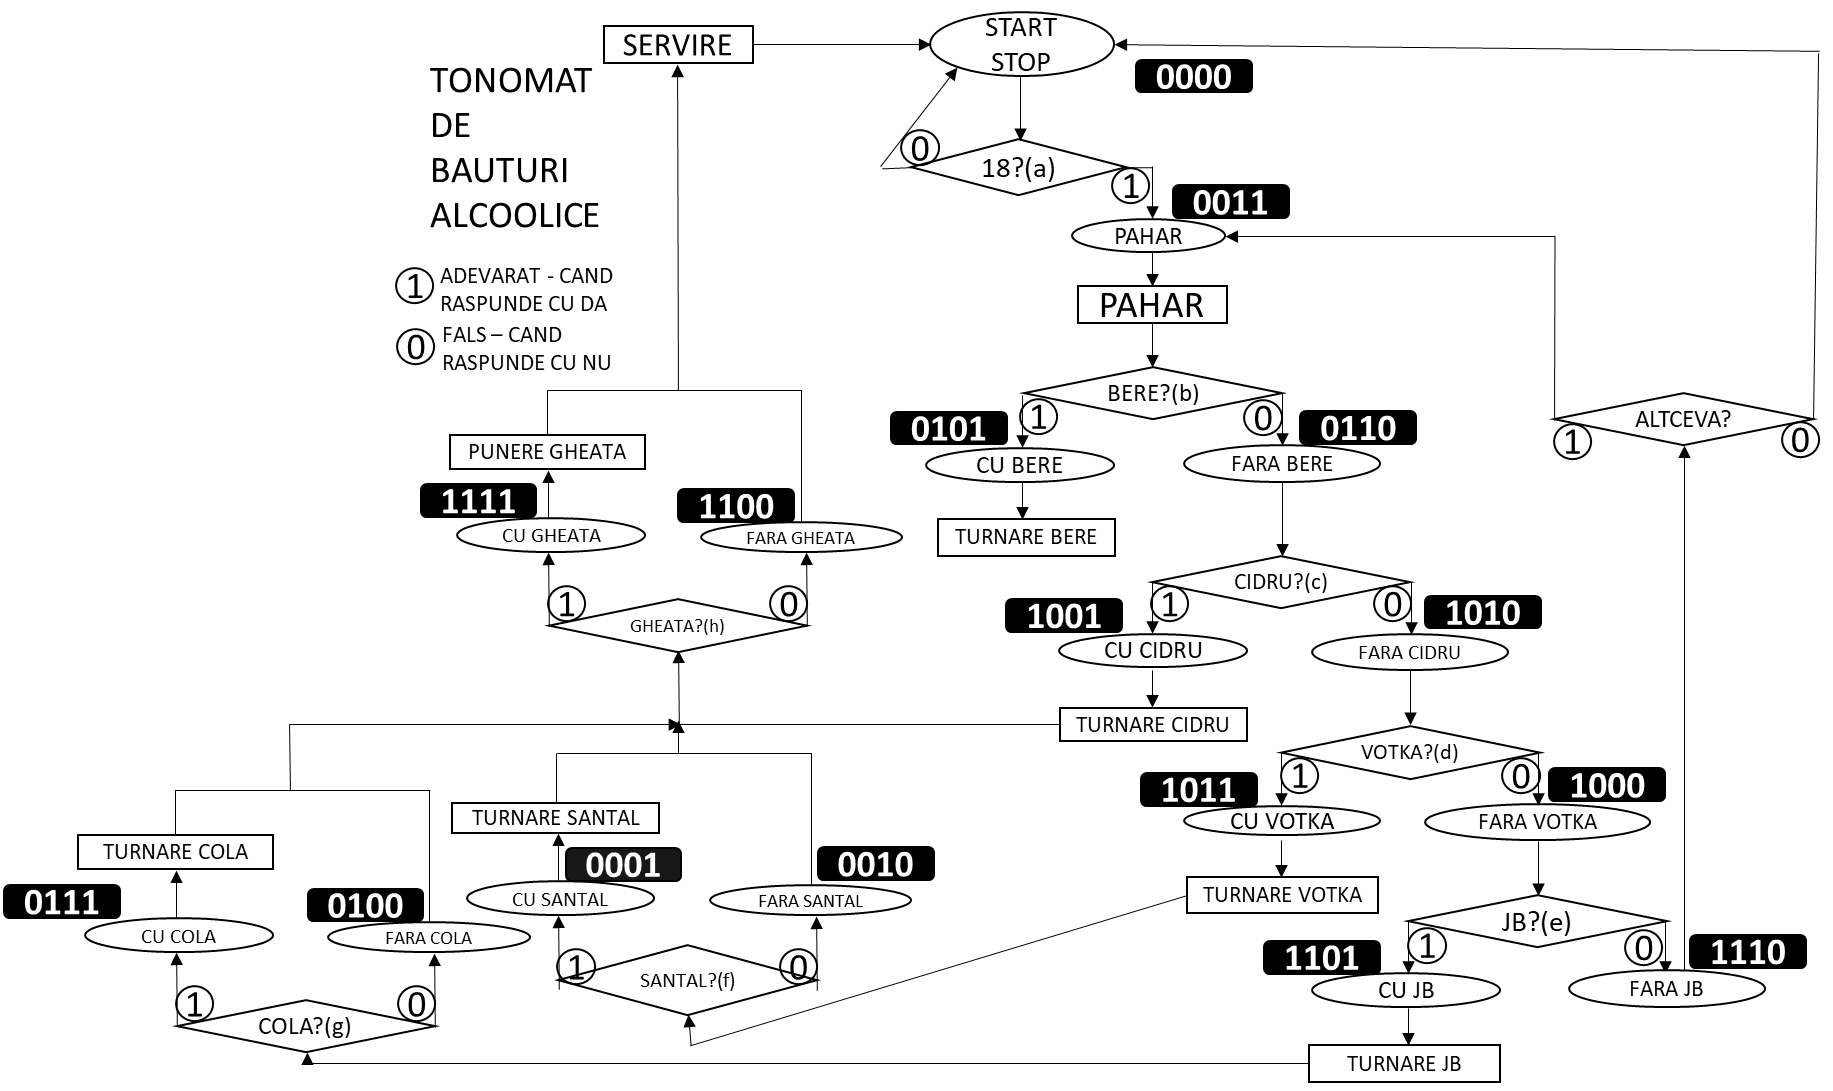 SERVIRE
START
STOP
0000
TONOMAT
DE
BAUTURI
ALCOOLICE
0
18?(a)
1
0011
PAHAR
1
ADEVARAT - CAND
RASPUNDE CU DA
0
FALS – CAND
RASPUNDE CU NU
PAHAR
BERE?(b)
1
0
0101
CU BERE
0110
FARA BERE
ALTCEVA?
1
0
PUNERE GHEATA
1111
CU GHEATA
1100
FARA GHEATA
TURNARE BERE
1
0
GHEATA?(h)
CIDRU?(c)
1
0
1001
CU CIDRU
1010
FARA CIDRU
TURNARE CIDRU
VOTKA?(d)
1
0
1011
CU VOTKA
1000
FARA VOTKA
TURNARE SANTAL
TURNARE COLA
0001
CU SANTAL
0010
FARA SANTAL
TURNARE VOTKA
0111
CU COLA
0100
FARA COLA
JB?(e)
1
0
1101
CU JB
1110
FARA JB
1
0
SANTAL?(f)
1
0
COLA?(g)
TURNARE JB